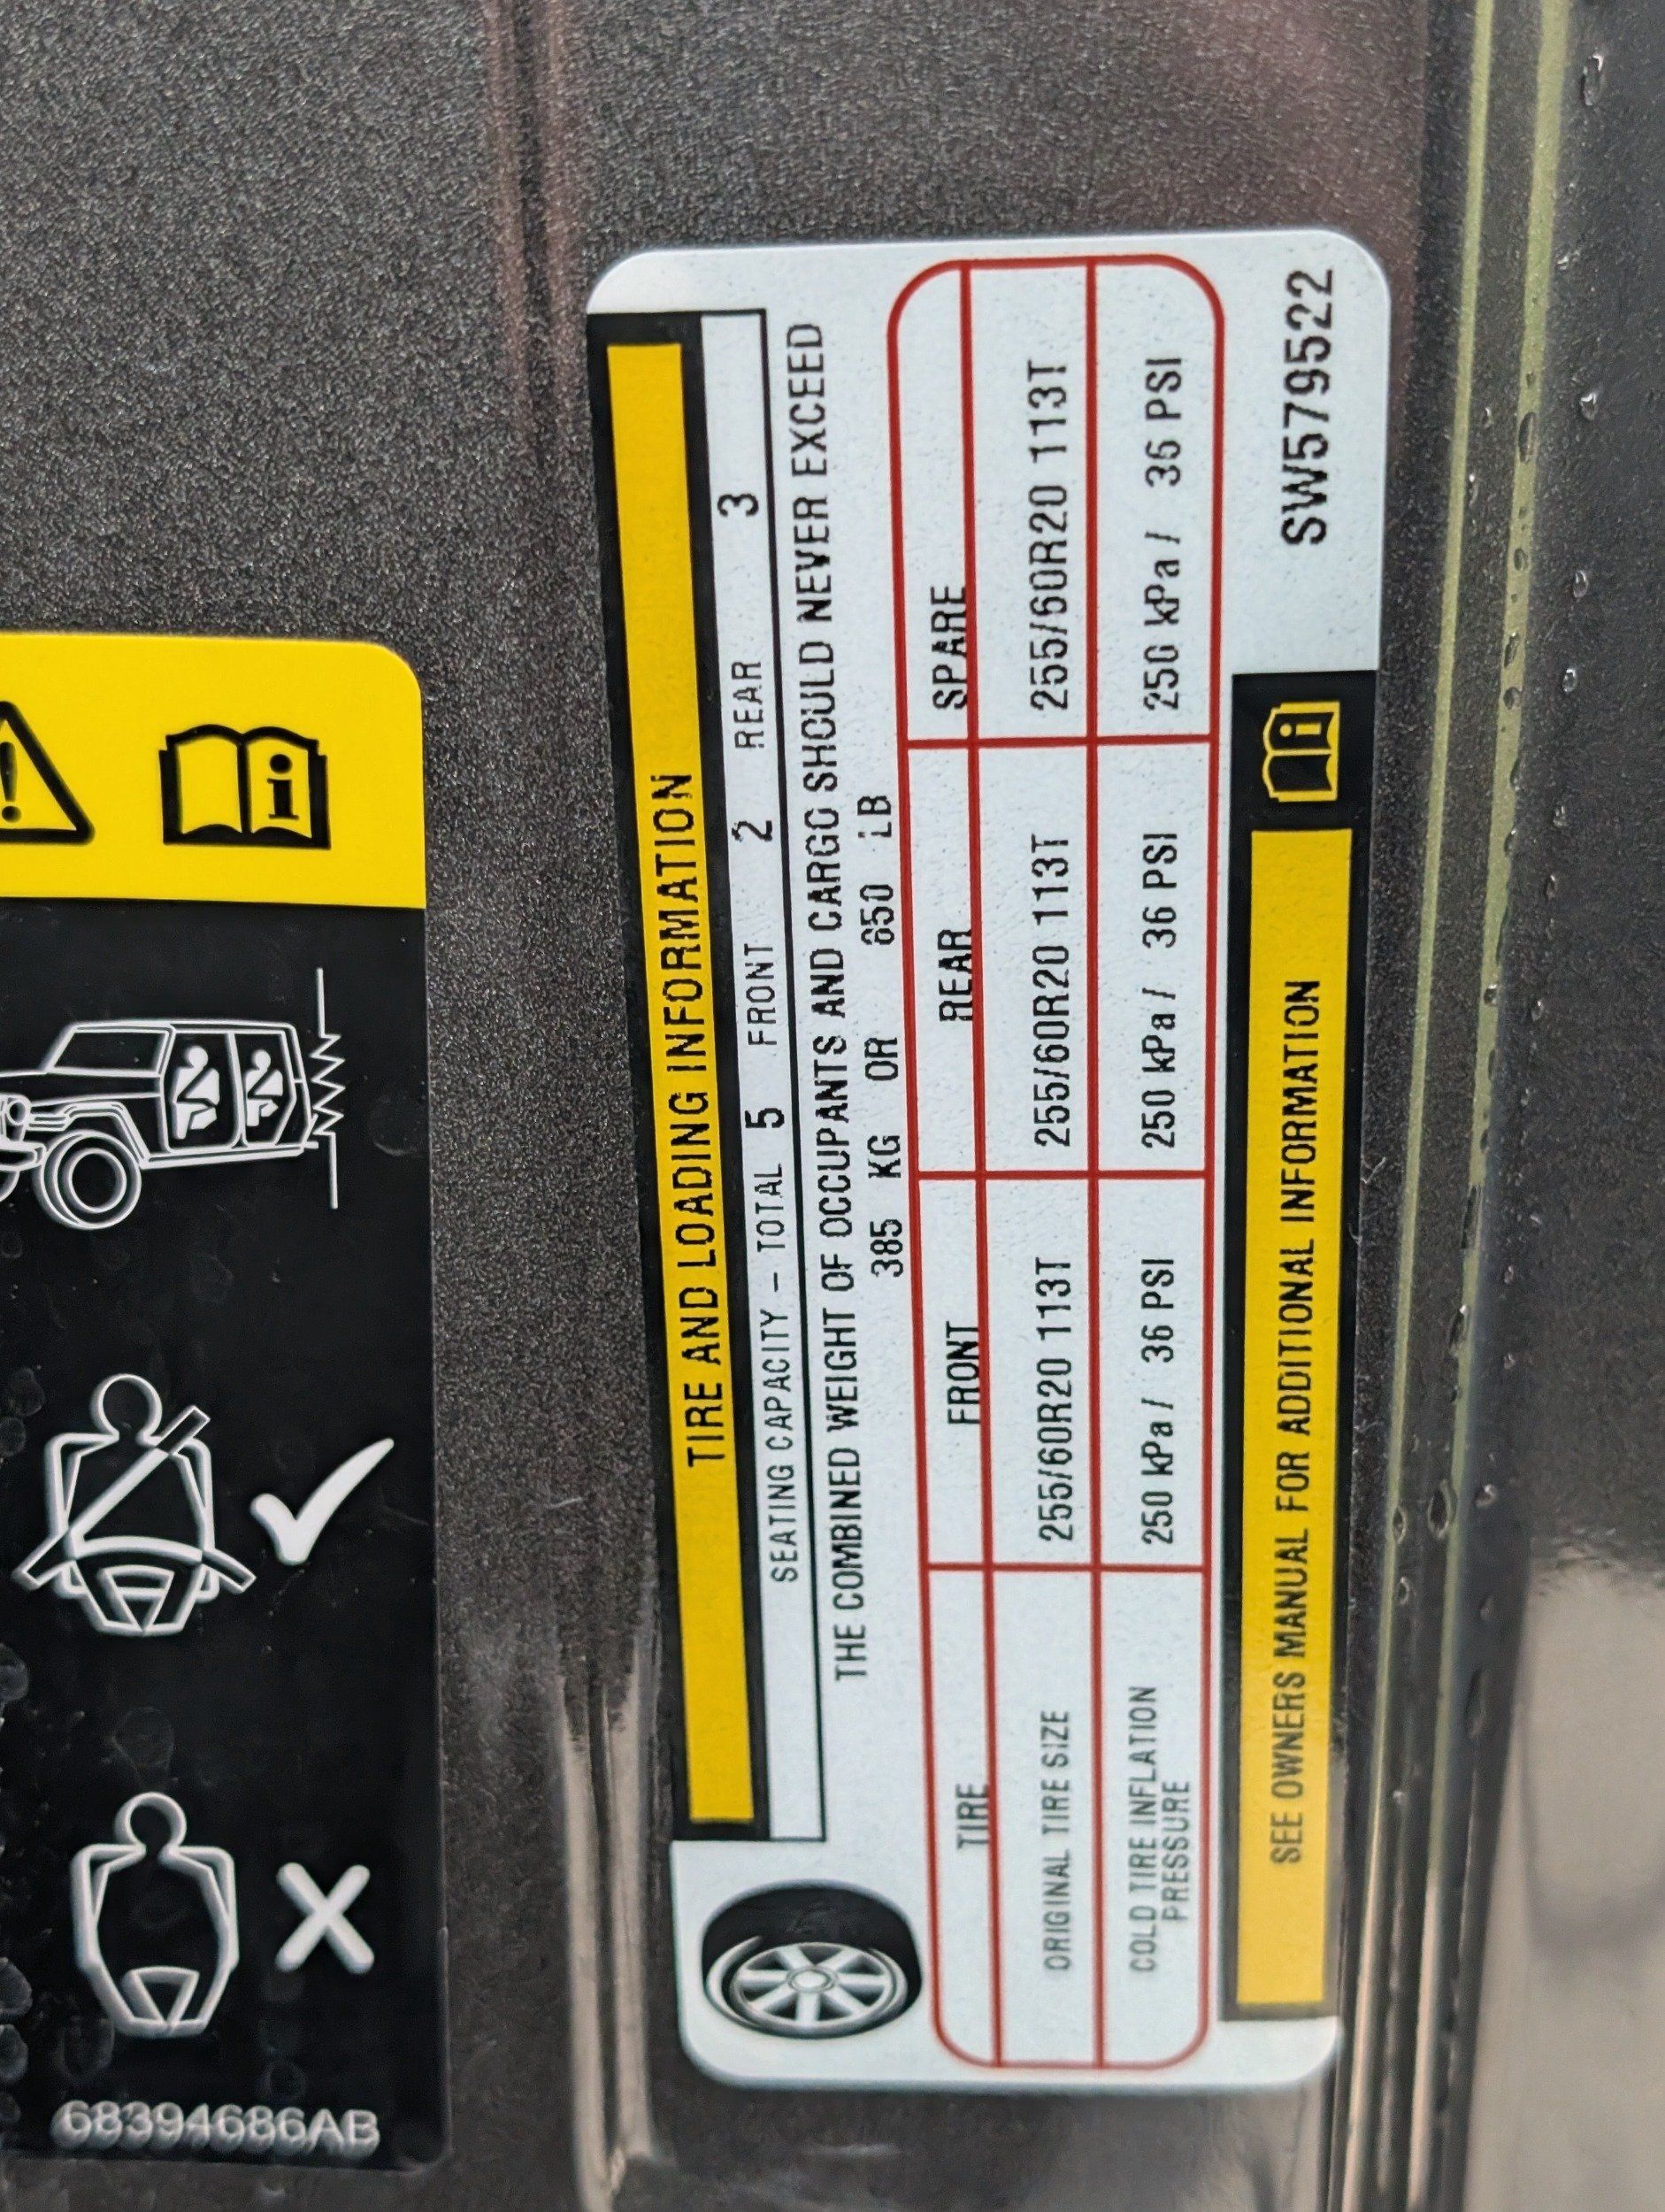 TIRE AND LOADING INFORMATION
SEATING CAPACITY – TOTAL 5 FRONT 2 REAR 3
THE COMBINED WEIGHT OF OCCUPANTS AND CARGO SHOULD NEVER EXCEED
385 KG OR 850 LB
TIRE FRONT REAR SPARE
ORIGINAL TIRE SIZE 255/60R20 113T 255/60R20 113T 255/60R20 113T
COLD TIRE INFLATION
PRESSURE 250 kPa / 36 PSI 250 kPa / 36 PSI 250 kPa / 36 PSI
SEE OWNERS MANUAL FOR ADDITIONAL INFORMATION
SW579522
68394686AB